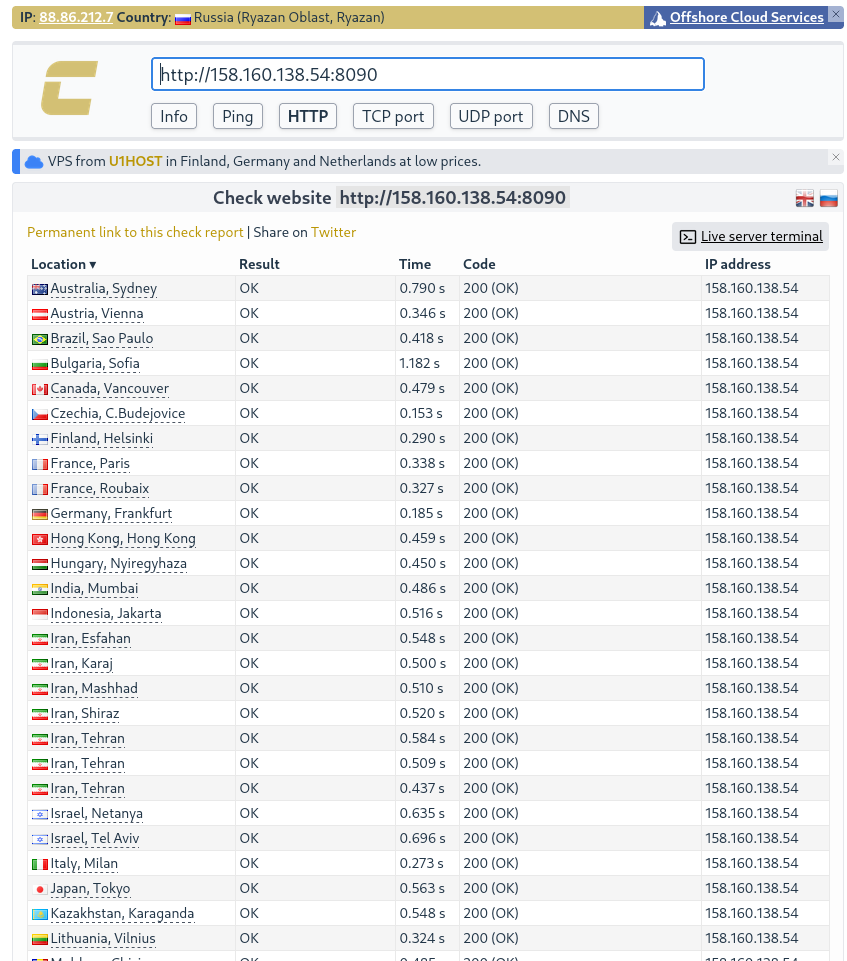 IP: 88.86.212.7 Country: Russia (Ryazan Oblast, Ryazan) Offshore Cloud Services
http://158.160.138.54:8090
Info Ping HTTP TCP port UDP port DNS
VPS from U1HOST in Finland, Germany and Netherlands at low prices.
Check website http://158.160.138.54:8090
Permanent link to this check report | Share on Twitter Live server terminal
Location ▾ Result Time Code IP address
Australia, Sydney OK 0.790 s 200 (OK) 158.160.138.54
Austria, Vienna OK 0.346 s 200 (OK) 158.160.138.54
Brazil, Sao Paulo OK 0.418 s 200 (OK) 158.160.138.54
Bulgaria, Sofia OK 1.182 s 200 (OK) 158.160.138.54
Canada, Vancouver OK 0.479 s 200 (OK) 158.160.138.54
Czechia, C.Budejovice OK 0.153 s 200 (OK) 158.160.138.54
Finland, Helsinki OK 0.290 s 200 (OK) 158.160.138.54
France, Paris OK 0.338 s 200 (OK) 158.160.138.54
France, Roubaix OK 0.327 s 200 (OK) 158.160.138.54
Germany, Frankfurt OK 0.185 s 200 (OK) 158.160.138.54
Hong Kong, Hong Kong OK 0.459 s 200 (OK) 158.160.138.54
Hungary, Nyiregyhaza OK 0.450 s 200 (OK) 158.160.138.54
India, Mumbai OK 0.486 s 200 (OK) 158.160.138.54
Indonesia, Jakarta OK 0.516 s 200 (OK) 158.160.138.54
Iran, Esfahan OK 0.548 s 200 (OK) 158.160.138.54
Iran, Karaj OK 0.500 s 200 (OK) 158.160.138.54
Iran, Mashhad OK 0.510 s 200 (OK) 158.160.138.54
Iran, Shiraz OK 0.520 s 200 (OK) 158.160.138.54
Iran, Tehran OK 0.584 s 200 (OK) 158.160.138.54
Iran, Tehran OK 0.509 s 200 (OK) 158.160.138.54
Iran, Tehran OK 0.437 s 200 (OK) 158.160.138.54
Israel, Netanya OK 0.635 s 200 (OK) 158.160.138.54
Israel, Tel Aviv OK 0.696 s 200 (OK) 158.160.138.54
Italy, Milan OK 0.273 s 200 (OK) 158.160.138.54
Japan, Tokyo OK 0.563 s 200 (OK) 158.160.138.54
Kazakhstan, Karaganda OK 0.548 s 200 (OK) 158.160.138.54
Lithuania, Vilnius OK 0.324 s 200 (OK) 158.160.138.54